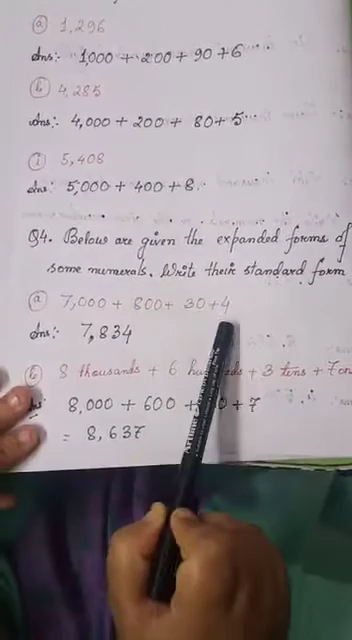 (a) 1,296
Ans:- 1,000 + 200 + 90 + 6
(b) 4,285
Ans:- 4,000 + 200 + 80 + 5
5,408
Ans: 5,000 + 400 + 8
Q4. Below are given the expanded forms of
some numerals. Write their standard form
(a) 7,000 + 800 + 30 + 4
Ans: 7,834
(b) 8 thousands + 6 + 3 tens + 7
8,000 + 600 + + 7
= 8,637